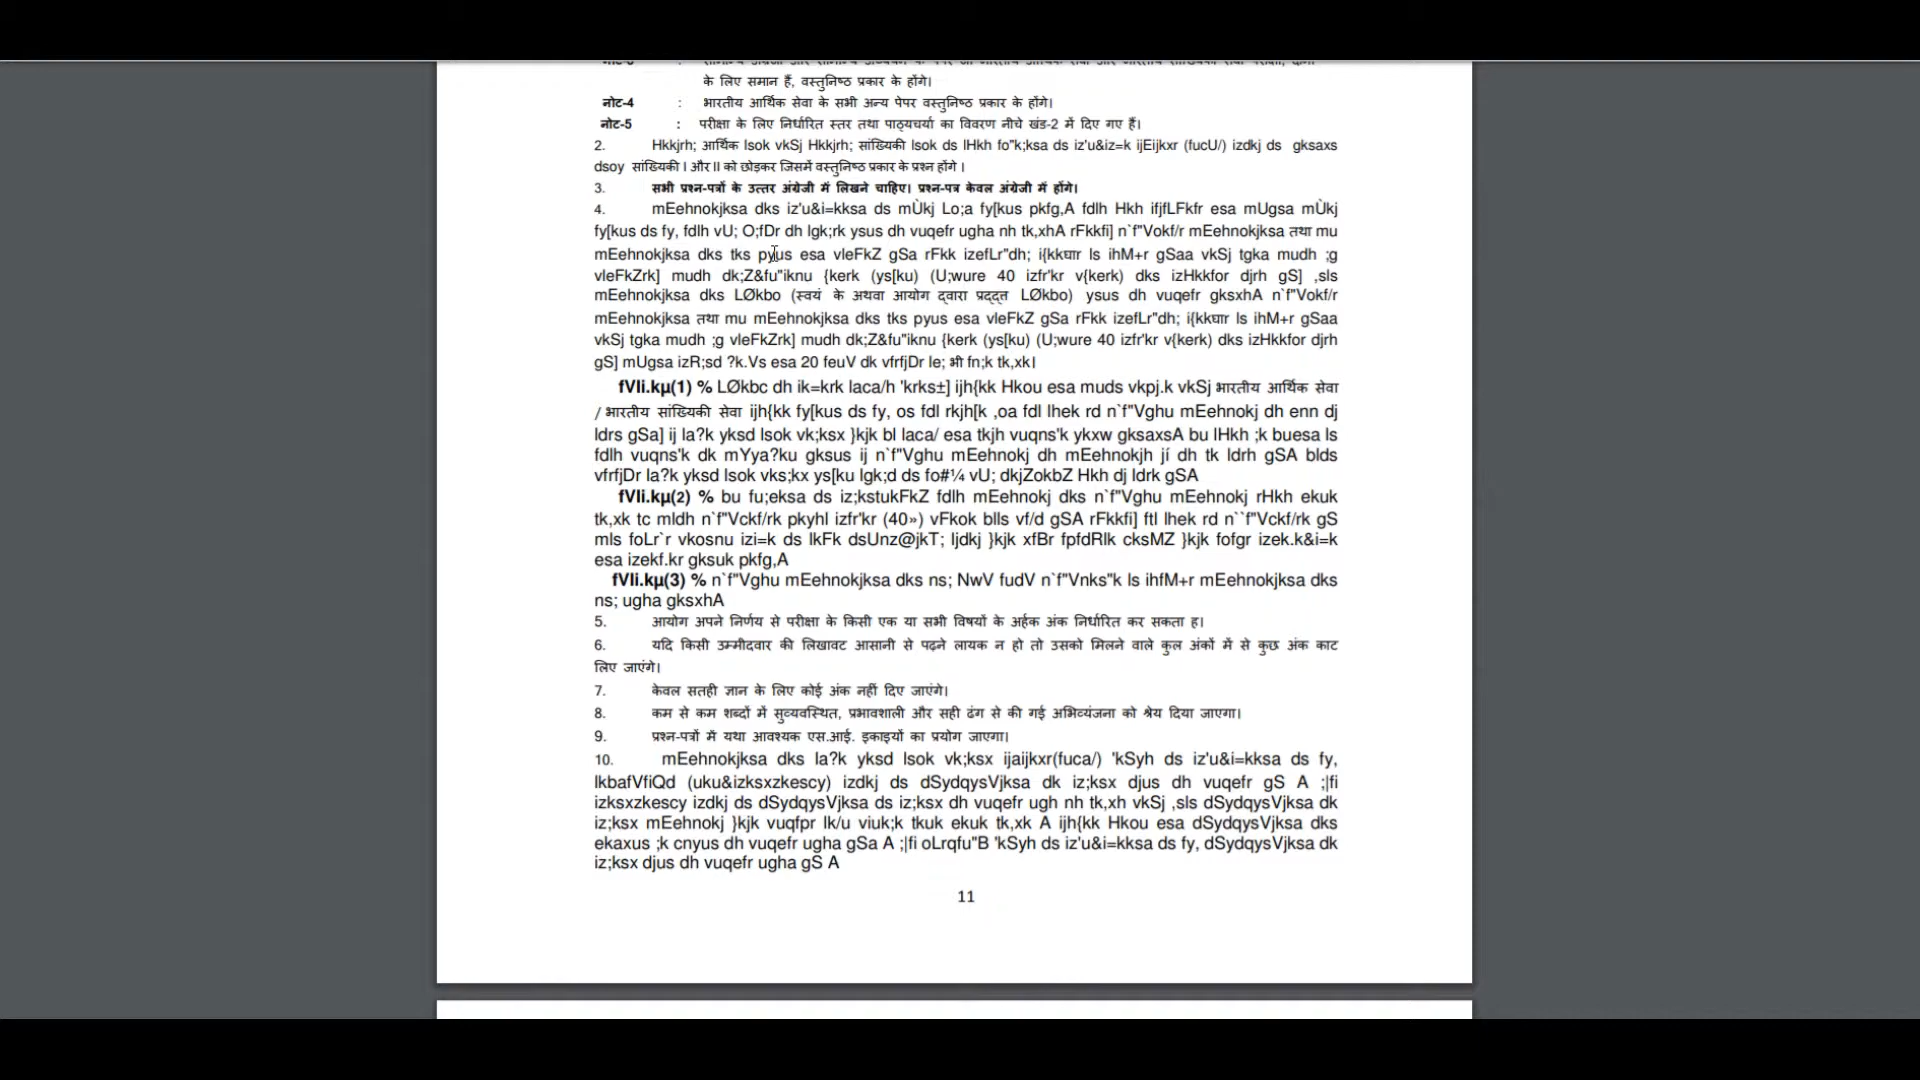 के लिए समान हैं, वस्तुनिष्ठ प्रकार के होंगे।
नोट-4 : भारतीय आर्थिक सेवा के सभी अन्य पेपर वस्तुनिष्ठ प्रकार के होंगे।
नोट-5 : परीक्षा के लिए निर्धारित स्तर तथा पाठ्यचर्या का विवरण नीचे खंड-2 में दिए गए हैं।
2. Hkkjrh; आर्थिक lsok vkSj Hkkjrh; सांख्यिकी lsok ds lHkh fo"k;ksa ds iz'u&iz=k ijEijkxr (fucU/) izdkj ds gksaxs
dsoy सांख्यिकी I और II को छोड़कर जिसमें वस्तुनिष्ठ प्रकार के प्रश्न होंगे ।
3. सभी प्रश्न-पत्रों के उत्तर अंग्रेजी में लिखने चाहिए। प्रश्न-पत्र केवल अंग्रेजी में होंगे।
4. mEehnokjksa dks iz'u&i=kksa ds mÙkj Lo;a fy[kus pkfg,A fdlh Hkh ifjfLFkfr esa mUgsa mÙkj
fy[kus ds fy, fdlh vU; O;fDr dh lgk;rk ysus dh vuqefr ugha nh tk,xhA rFkkfi] n`f"Vokf/r mEehnokjksa तथा mu
mEehnokjksa dks tks pyus esa vleFkZ gSa rFkk izefLr"dh; i{kkघार ls ihM+r gSaa vkSj tgka mudh ;g
vleFkZrk] mudh dk;Z&fu"iknu {kerk (ys[ku) (U;wure 40 izfr'kr v{kerk) dks izHkkfor djrh gS] ,sls
mEehnokjksa dks LØkbo (स्वयं के अथवा आयोग द्वारा प्रद्द्त्त LØkbo) ysus dh vuqefr gksxhA n`f"Vokf/r
mEehnokjksa तथा mu mEehnokjksa dks tks pyus esa vleFkZ gSa rFkk izefLr"dh; i{kkघार ls ihM+r gSaa
vkSj tgka mudh ;g vleFkZrk] mudh dk;Z&fu"iknu {kerk (ys[ku) (U;wure 40 izfr'kr v{kerk) dks izHkkfor djrh
gS] mUgsa izR;sd ?k.Vs esa 20 feuV dk vfrfjDr le; भी fn;k tk,xk।
fVIi.kµ(1) % LØkbc dh ik=krk laca/h 'krks±] ijh{kk Hkou esa muds vkpj.k vkSj भारतीय आर्थिक सेवा
/ भारतीय सांख्यिकी सेवा ijh{kk fy[kus ds fy, os fdl rkjh[k ,oa fdl lhek rd n`f"Vghu mEehnokj dh enn dj
ldrs gSa] ij la?k yksd lsok vk;ksx }kjk bl laca/ esa tkjh vuqns'k ykxw gksaxsA bu lHkh ;k buesa ls
fdlh vuqns'k dk mYya?ku gksus ij n`f"Vghu mEehnokj dh mEehnokjh jí dh tk ldrh gSA blds
vfrfjDr la?k yksd lsok vks;kx ys[ku lgk;d ds fo#¼ vU; dkjZokbZ Hkh dj ldrk gSA
fVIi.kµ(2) % bu fu;eksa ds iz;kstukFkZ fdlh mEehnokj dks n`f"Vghu mEehnokj rHkh ekuk
tk,xk tc mldh n`f"Vckf/rk pkyhl izfr'kr (40») vFkok blls vf/d gSA rFkkfi] ftl lhek rd n``f"Vckf/rk gS
mls foLr`r vkosnu izi=k ds lkFk dsUnz@jkT; ljdkj }kjk xfBr fpfdRlk cksMZ }kjk fofgr izek.k&i=k
esa izekf.kr gksuk pkfg,A
fVIi.kµ(3) % n`f"Vghu mEehnokjksa dks ns; NwV fudV n`f"Vnks"k ls ihfM+r mEehnokjksa dks
ns; ugha gksxhA
5. आयोग अपने निर्णय से परीक्षा के किसी एक या सभी विषयों के अर्हक अंक निर्धारित कर सकता ह।
6. यदि किसी उम्मीदवार की लिखावट आसानी से पढ़ने लायक न हो तो उसको मिलने वाले कुल अंकों में से कुछ अंक काट
लिए जाएंगे।
7. केवल सतही ज्ञान के लिए कोई अंक नहीं दिए जाएंगे।
8. कम से कम शब्दों में सुव्यवस्थित, प्रभावशाली और सही ढंग से की गई अभिव्यंजना को श्रेय दिया जाएगा।
9. प्रश्न-पत्रों में यथा आवश्यक एस.आई. इकाइयों का प्रयोग जाएगा।
10. mEehnokjksa dks la?k yksd lsok vk;ksx ijaijkxr(fuca/) 'kSyh ds iz'u&i=kksa ds fy,
lkbafVfiQd (uku&izksxzkescy) izdkj ds dSydqysVjksa dk iz;ksx djus dh vuqefr gS A ;|fi
izksxzkescy izdkj ds dSydqysVjksa ds iz;ksx dh vuqefr ugh nh tk,xh vkSj ,sls dSydqysVjksa dk
iz;ksx mEehnokj }kjk vuqfpr lk/u viuk;k tkuk ekuk tk,xk A ijh{kk Hkou esa dSydqysVjksa dks
ekaxus ;k cnyus dh vuqefr ugha gSa A ;|fi oLrqfu"B 'kSyh ds iz'u&i=kksa ds fy, dSydqysVjksa dk
iz;ksx djus dh vuqefr ugha gS A
11